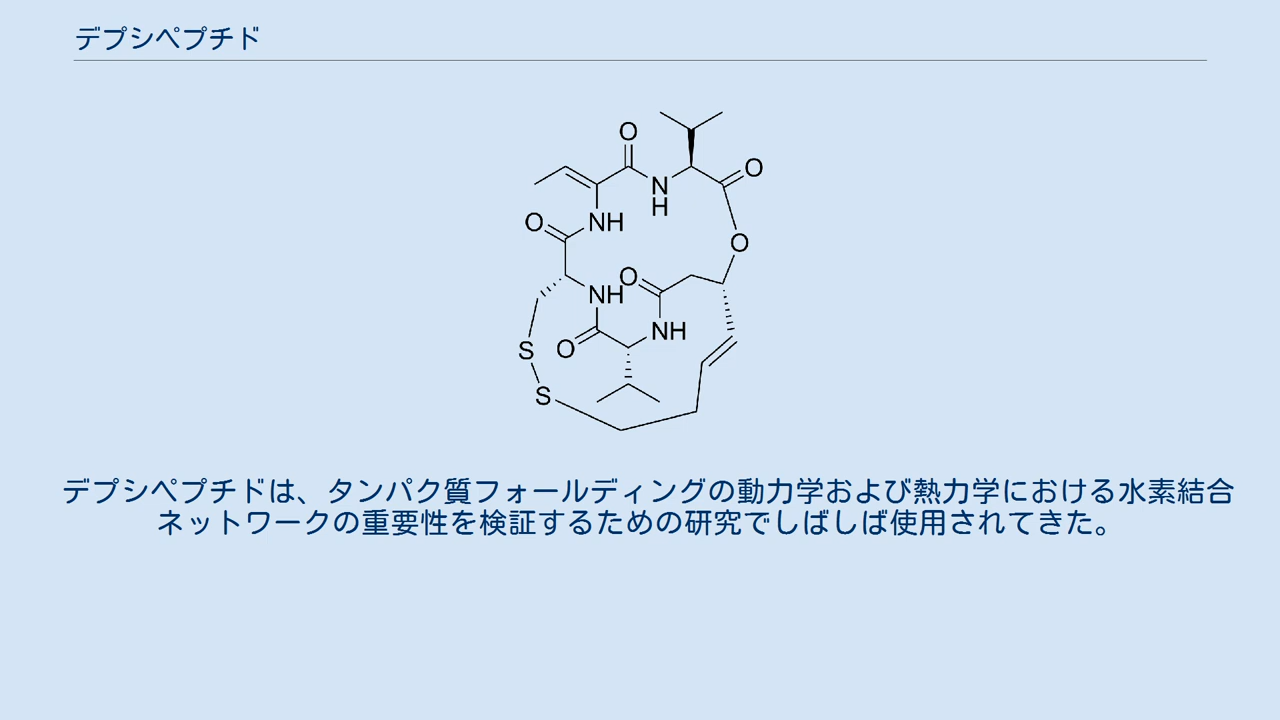 デプシペプチド
O
O
N
H
O
NH
O
NH
O
NH
O
S
S
デプシペプチドは、タンパク質フォールディングの動力学および熱力学における水素結合
ネットワークの重要性を検証するための研究でしばしば使用されてきた。